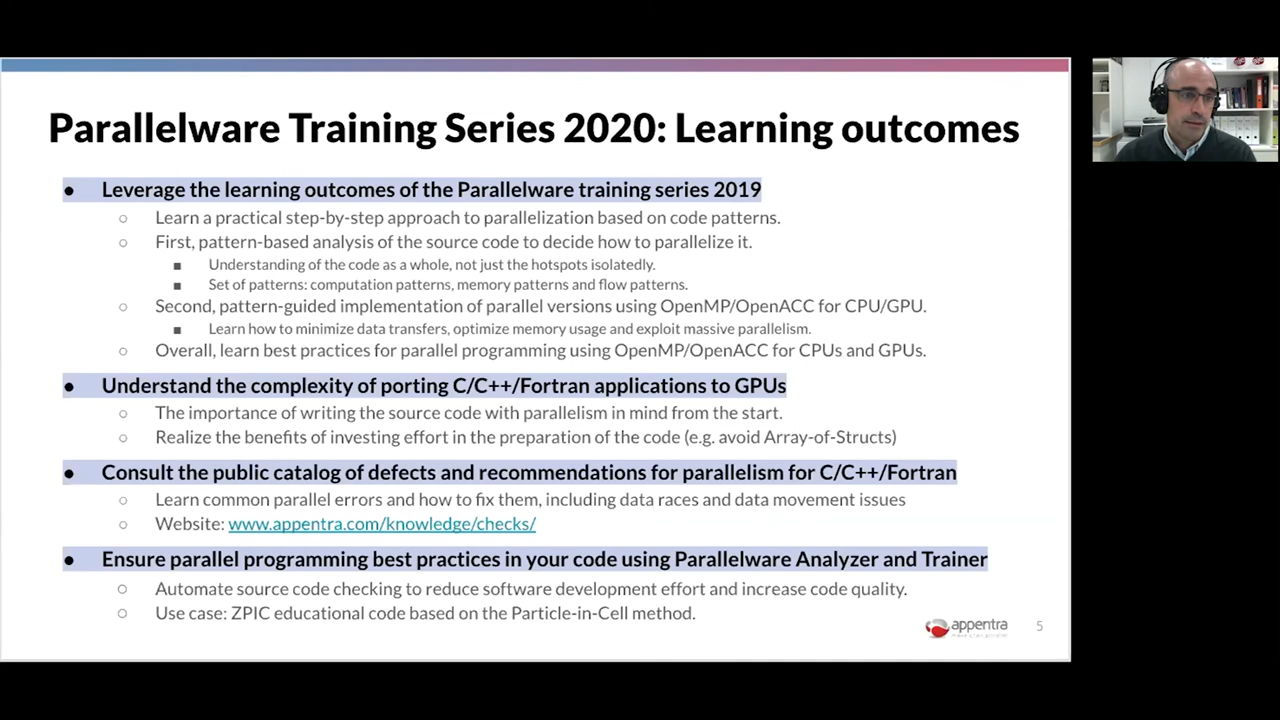 Parallelware Training Series 2020: Learning outcomes
● Leverage the learning outcomes of the Parallelware training series 2019
○ Learn a practical step-by-step approach to parallelization based on code patterns.
○ First, pattern-based analysis of the source code to decide how to parallelize it.
■ Understanding of the code as a whole, not just the hotspots isolatedly.
■ Set of patterns: computation patterns, memory patterns and flow patterns.
○ Second, pattern-guided implementation of parallel versions using OpenMP/OpenACC for CPU/GPU.
■ Learn how to minimize data transfers, optimize memory usage and exploit massive parallelism.
○ Overall, learn best practices for parallel programming using OpenMP/OpenACC for CPUs and GPUs.
● Understand the complexity of porting C/C++/Fortran applications to GPUs
○ The importance of writing the source code with parallelism in mind from the start.
○ Realize the benefits of investing effort in the preparation of the code (e.g. avoid Array-of-Structs)
● Consult the public catalog of defects and recommendations for parallelism for C/C++/Fortran
○ Learn common parallel errors and how to fix them, including data races and data movement issues
○ Website: www.appentra.com/knowledge/checks/
● Ensure parallel programming best practices in your code using Parallelware Analyzer and Trainer
○ Automate source code checking to reduce software development effort and increase code quality.
○ Use case: ZPIC educational code based on the Particle-in-Cell method.
appentra
5